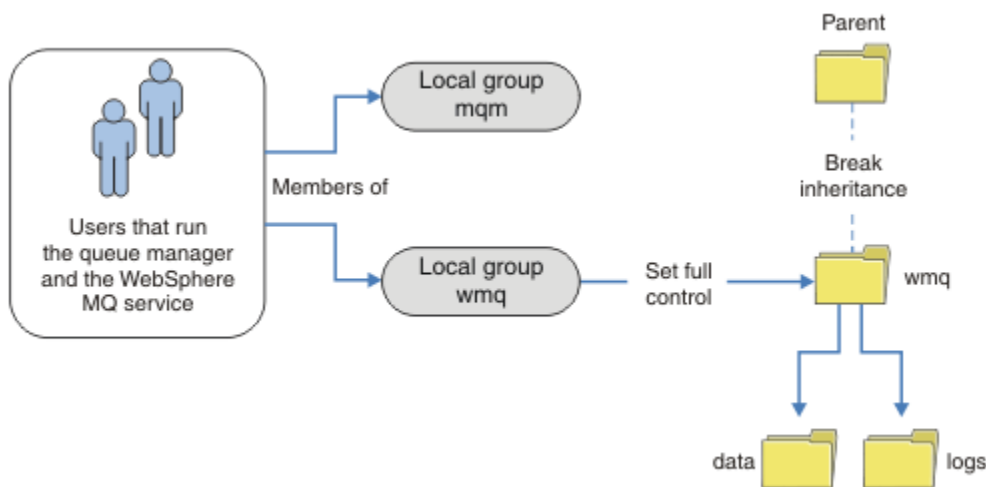 Parent
Local group
mqm
Members of
Break
inheritance
Users that run
the queue manager
and the WebSphere
MQ service
Local group
wmq
Set full
control
wmq
data
logs